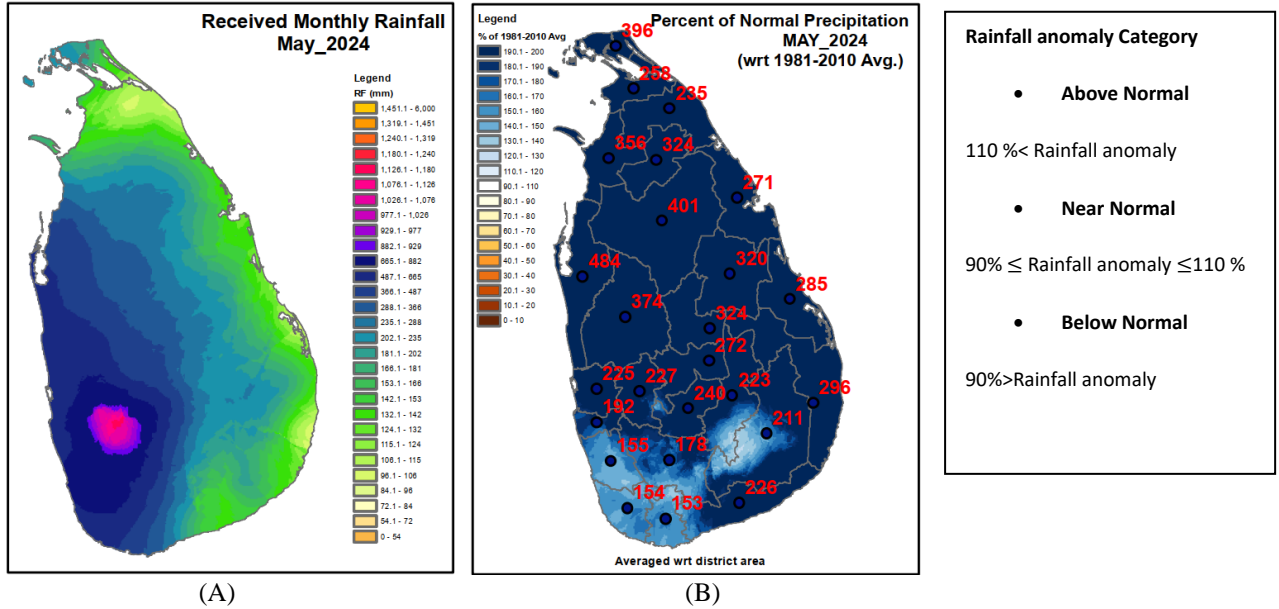 Received Monthly Rainfall
May_2024
Legend
RF (mm)
1,451.1 - 6,000
1,319.1 - 1,451
1,240.1 - 1,319
1,180.1 - 1,240
1,126.1 - 1,180
1,076.1 - 1,126
1,026.1 - 1,076
977.1 - 1,026
929.1 - 977
882.1 - 929
665.1 - 882
487.1 - 665
366.1 - 487
288.1 - 366
235.1 - 288
202.1 - 235
181.1 - 202
166.1 - 181
153.1 - 166
142.1 - 153
132.1 - 142
124.1 - 132
115.1 - 124
106.1 - 115
96.1 - 106
84.1 - 96
72.1 - 84
54.1 - 72
0 - 54
(A)
Legend
% of 1981-2010 Avg
190.1 - 200
180.1 - 190
170.1 - 180
160.1 - 170
150.1 - 160
140.1 - 150
130.1 - 140
120.1 - 130
110.1 - 120
90.1 - 110
80.1 - 90
70.1 - 80
60.1 - 70
50.1 - 60
40.1 - 50
30.1 - 40
20.1 - 30
10.1 - 20
0 - 10
Percent of Normal Precipitation
MAY_2024
(wrt 1981-2010 Avg.)
396
258
235
356
324
271
401
484
320
285
374
324
272
225
227
240
223
296
192
211
155
178
226
154
153
Averaged wrt district area
(B)
Rainfall anomaly Category
• Above Normal
110 %< Rainfall anomaly
• Near Normal
90% ≤ Rainfall anomaly ≤110 %
• Below Normal
90%>Rainfall anomaly